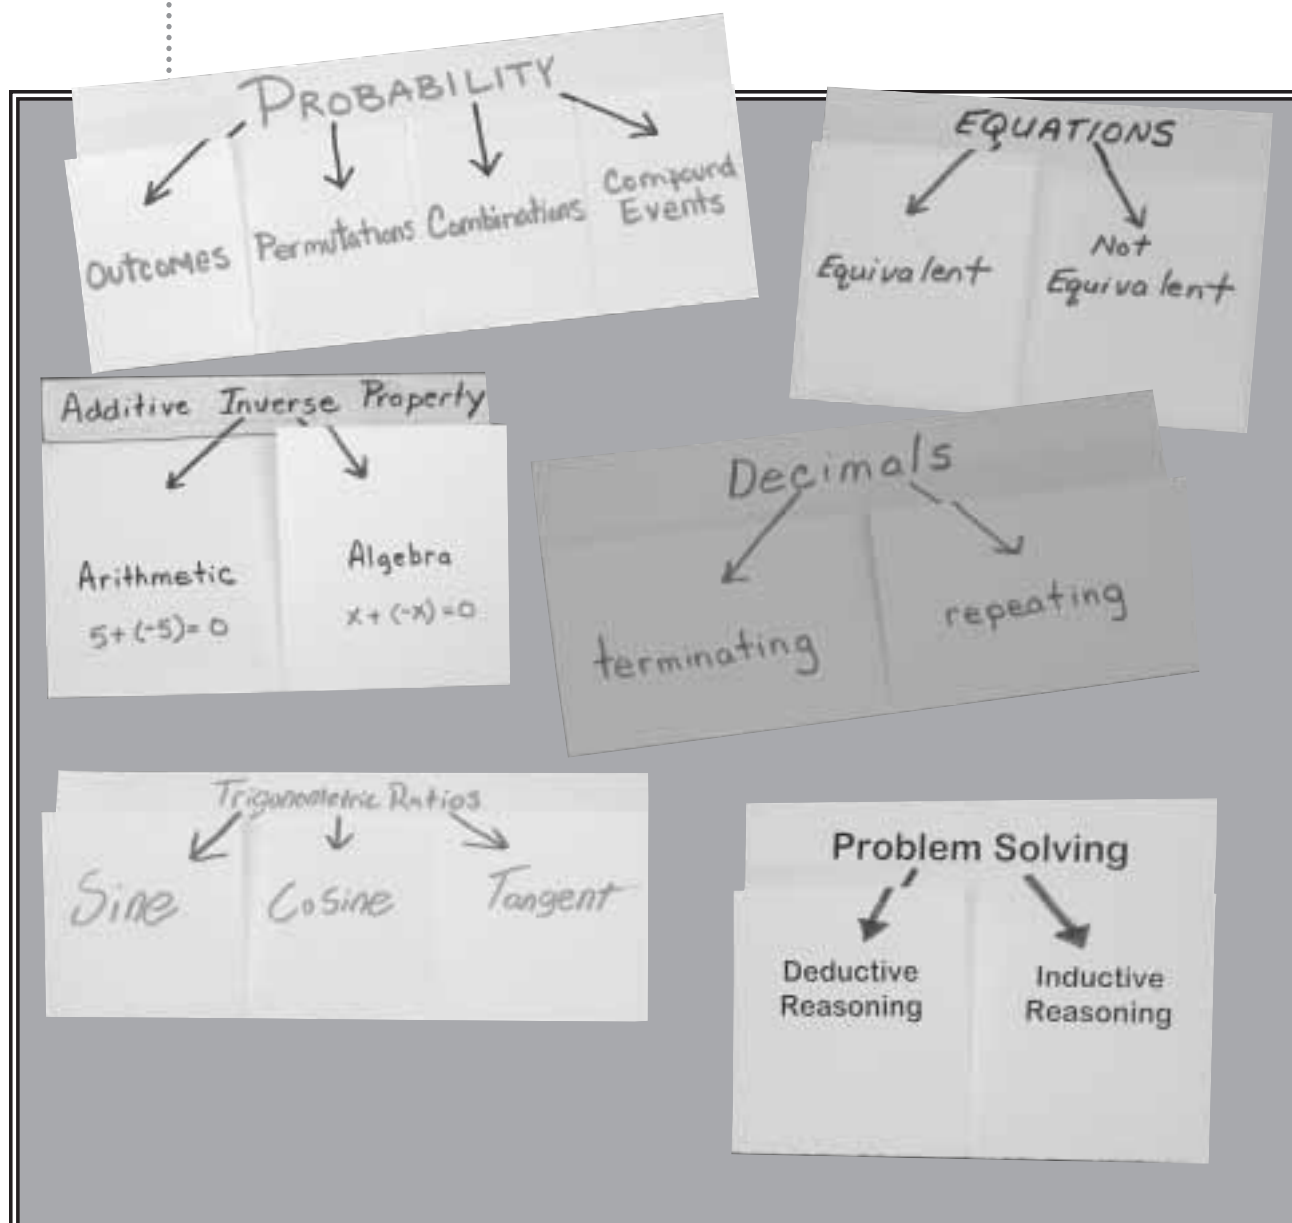 PROBABILITY
OUTCOMES
Permutations
Combinations
Compound
Events
EQUATIONS
Equivalent
Not
Equivalent
Additive Inverse Property
Arithmetic
5+(-5)=0
Algebra
x+(-x)=0
Decimals
terminating
repeating
Trigonometric Ratios
Sine
Cosine
Tangent
Problem Solving
Deductive
Reasoning
Inductive
Reasoning